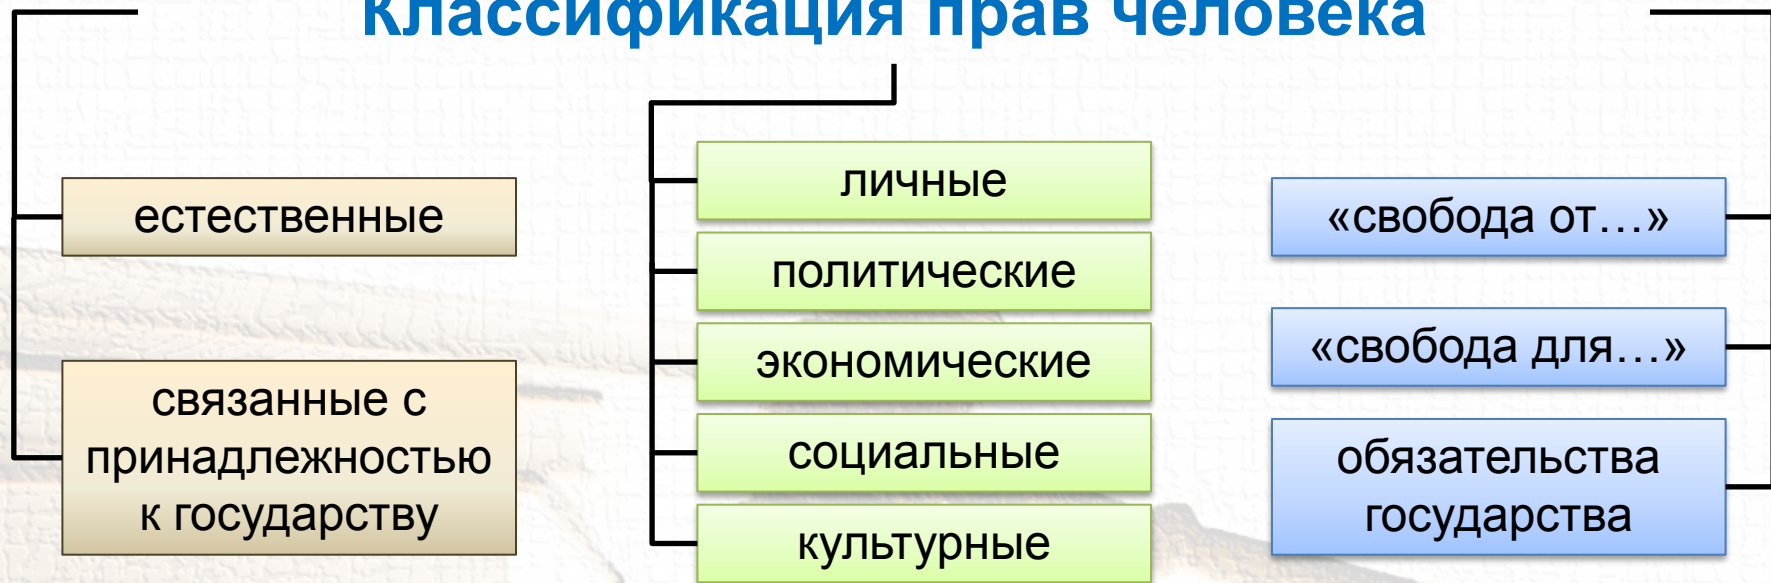 Классификация прав человека
естественные
связанные с
принадлежностью
к государству
личные
политические
экономические
социальные
культурные
«свобода от…»
«свобода для…»
обязательства
государства